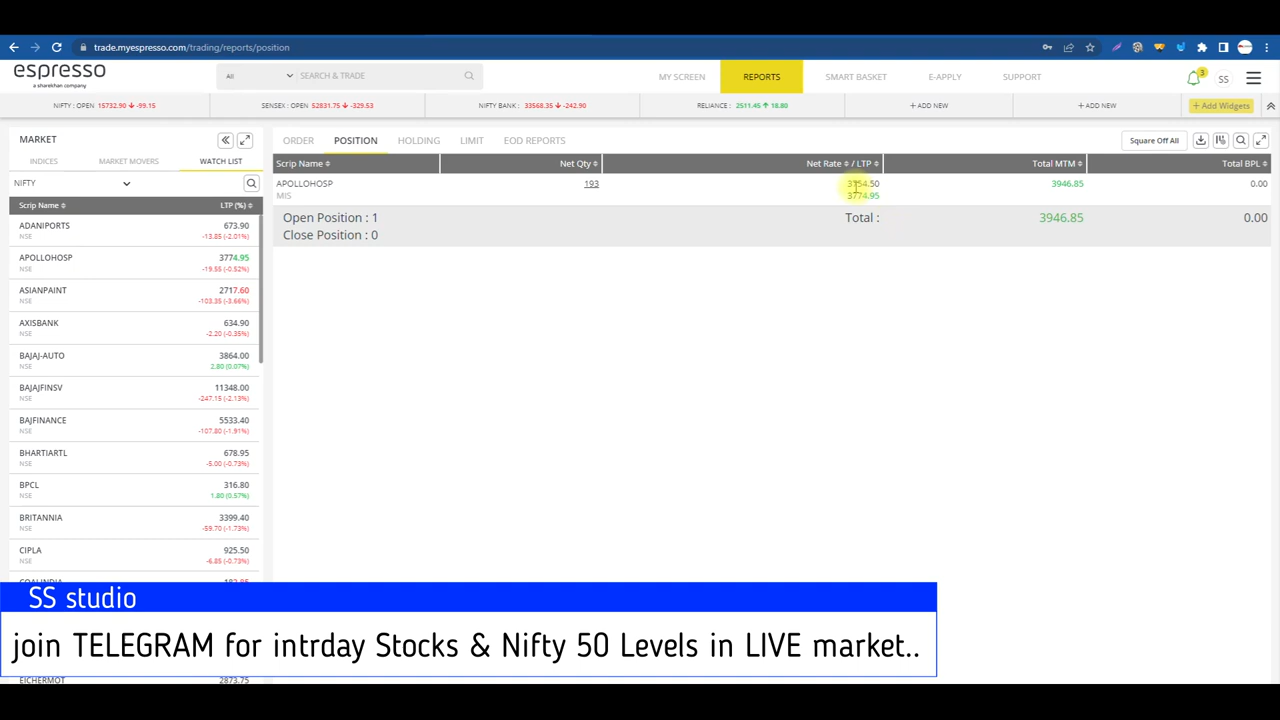 trade.myespresso.com/trading/reports/position
espresso
a sharekhan company
All
SEARCH & TRADE
MY SCREEN
REPORTS
SMART BASKET
E-APPLY
SUPPORT
3
SS
NIFTY : OPEN 15732.90 -99.15
SENSEX : OPEN 52831.75 -329.53
NIFTY BANK : 33568.35 -242.90
RELIANCE : 2511.45 18.80
+ ADD NEW
+ ADD NEW
+ Add Widgets
MARKET
INDICES
MARKET MOVERS
WATCH LIST
NIFTY
Scrip Name
LTP (%)
ADANIPORTS 673.90
NSE -13.85 (-2.01%)
APOLLOHOSP 3774.95
NSE -19.55 (-0.52%)
ASIANPAINT 2717.60
NSE -103.35 (-3.66%)
AXISBANK 634.90
NSE -2.20 (-0.35%)
BAJAJ-AUTO 3864.00
NSE 2.80 (0.07%)
BAJAJFINSV 11348.00
NSE -247.15 (-2.13%)
BAJFINANCE 5533.40
NSE -107.80 (-1.91%)
BHARTIARTL 678.95
NSE -5.00 (-0.73%)
BPCL 316.80
NSE 1.80 (0.57%)
BRITANNIA 3399.40
NSE -59.70 (-1.73%)
CIPLA 925.50
NSE -6.85 (-0.73%)
EICHERMOT 2873.75
ORDER
POSITION
HOLDING
LIMIT
EOD REPORTS
Square Off All
Scrip Name
Net Qty
Net Rate / LTP
Total MTM
Total BPL
APOLLOHOSP 193 3754.50 3946.85 0.00
MIS 3774.95
Open Position : 1 Total : 3946.85 0.00
Close Position : 0
SS studio
join TELEGRAM for intrday Stocks & Nifty 50 Levels in LIVE market..